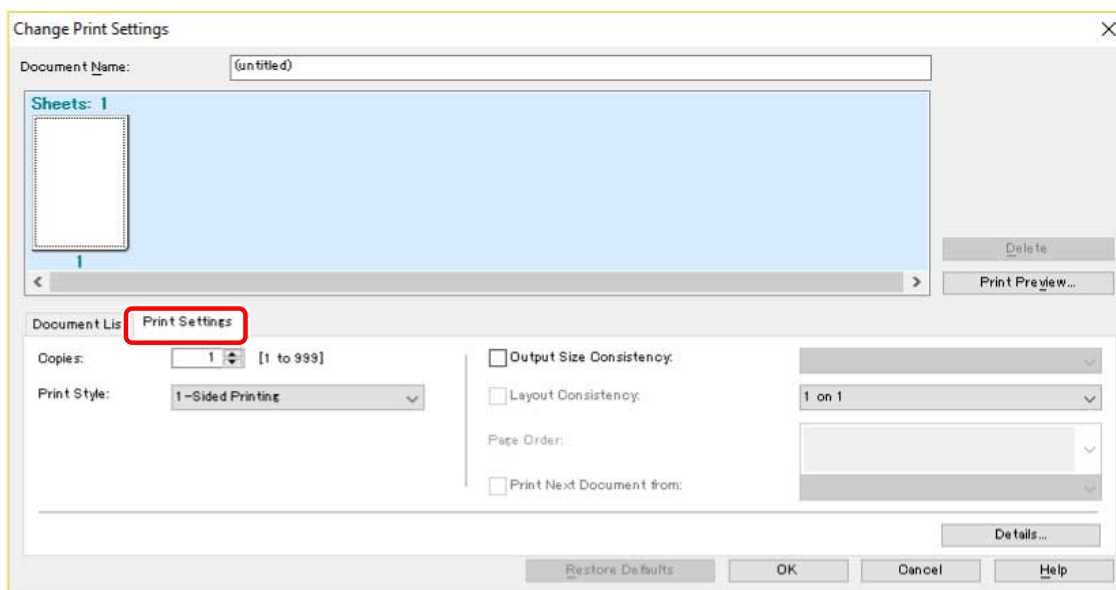 Change Print Settings
Document Name: (untitled)
Sheets: 1
1
Delete
Print Preview...
Document Lis Print Settings
Copies: 1 [1 to 999] Output Size Consistency:
Print Style: 1-Sided Printing Layout Consistency: 1 on 1
Page Order:
Print Next Document from:
Details...
Restore Defaults OK Cancel Help